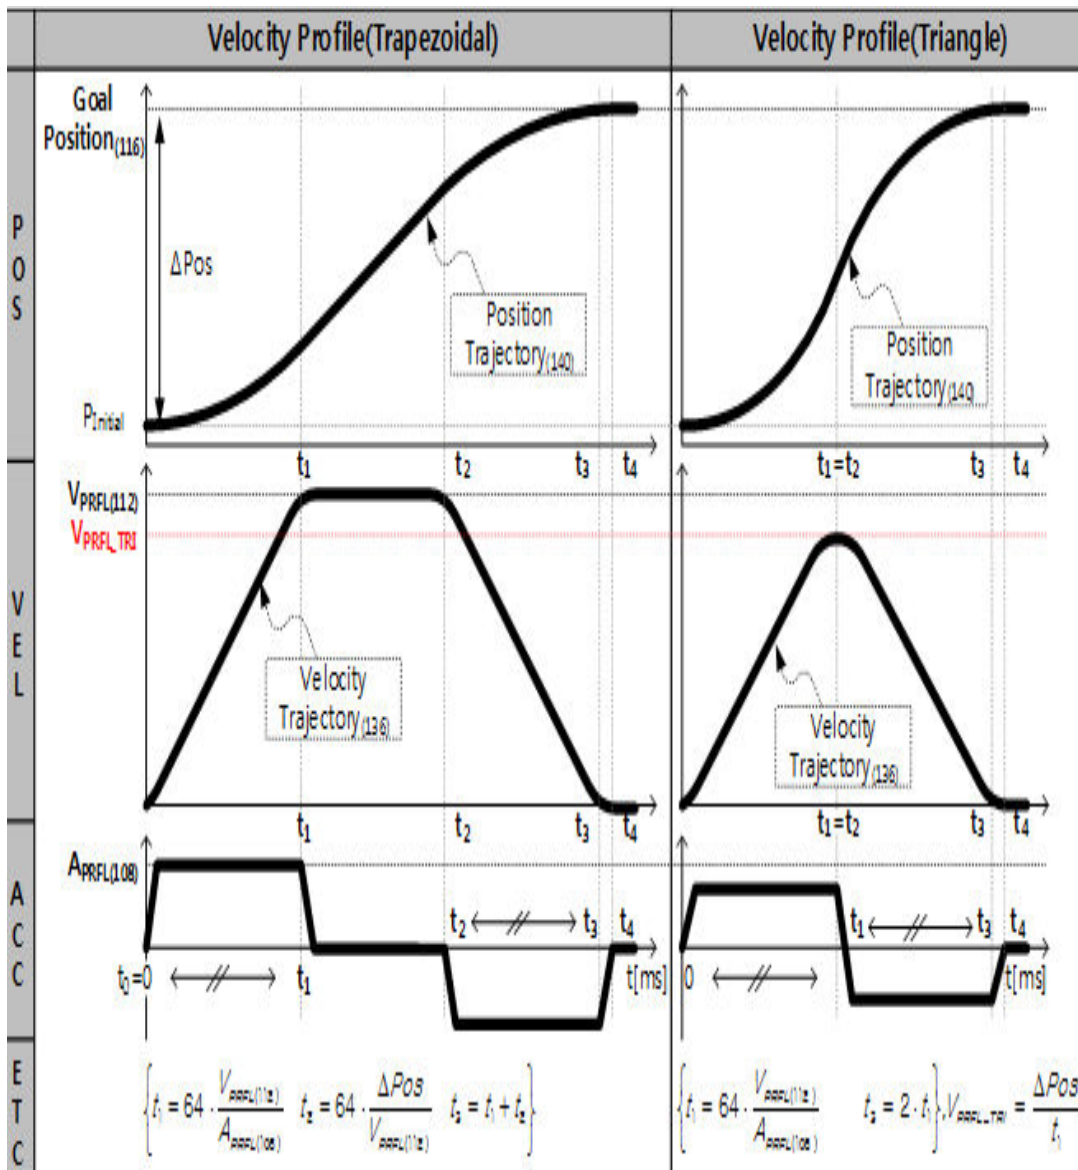 Velocity Profile(Trapezoidal)
Velocity Profile(Triangle)
POS
Goal
Position(116)
ΔPos
PInitial
Position
Trajectory(140)
t1
t2
t3
t4
Position
Trajectory(140)
t1=t2
t3
t4
VEL
VPRFL(112)
VPRFL_TRI
Velocity
Trajectory(136)
t1
t2
t3
t4
Velocity
Trajectory(136)
t1=t2
t3
t4
ACC
APRFL(108)
t2
t3
t4
t0=0
t1
t[ms]
t1
t3
t4
0
t[ms]
ETC
{t1 = 64 · VPRFL(112) / APRFL(108) t2 = 64 · ΔPos / VPRFL(112) t3 = t1 + t2}
{t1 = 64 · VPRFL(112) / APRFL(108) t3 = 2 · t1}, VPRFL_TRI = ΔPos / t1